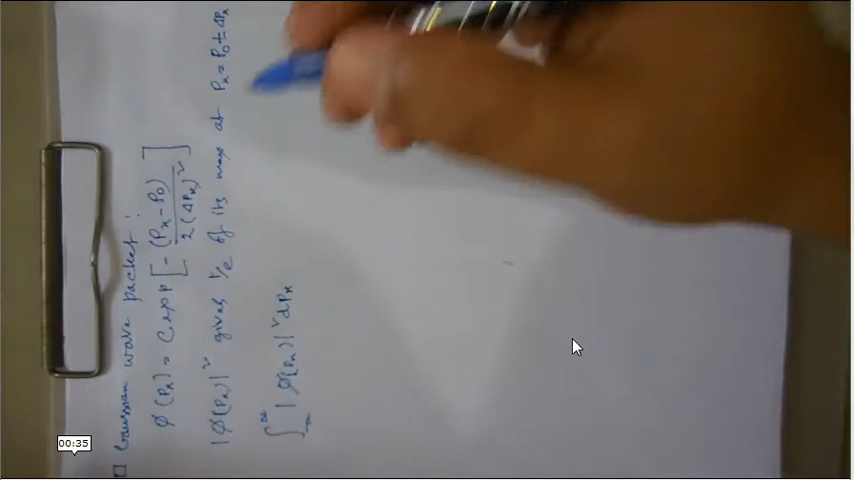 □ Gaussian wave packet:
φ(Px) = C exp [ - (Px - P0) / 2(ΔPx)² ]
|φ(Px)|² gives 1/e of its max at Px = P0 ± ΔPx
∫_{-∞}^{∞} |φ(Px)|² dPx
00:35